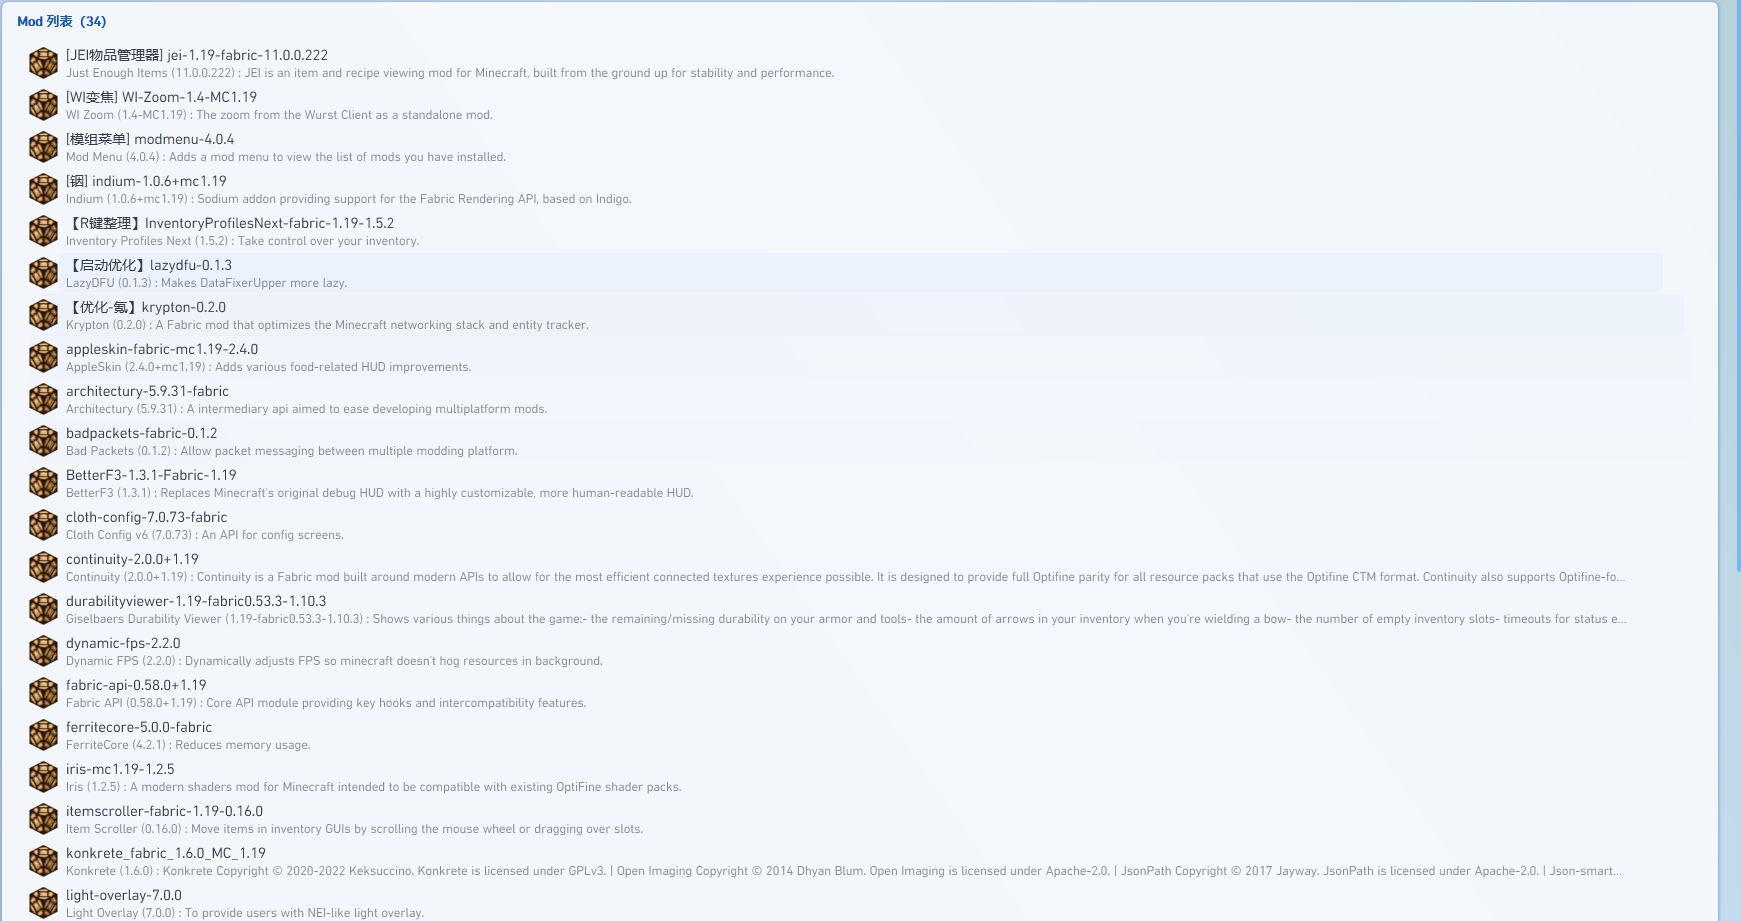 Mod 列表 (34)
[JEI物品管理器] jei-1.19-fabric-11.0.0.222
Just Enough Items (11.0.0.222) : JEI is an item and recipe viewing mod for Minecraft, built from the ground up for stability and performance.
[WI变焦] WI-Zoom-1.4-MC1.19
WI Zoom (1.4-MC1.19) : The zoom from the Wurst Client as a standalone mod.
[模组菜单] modmenu-4.0.4
Mod Menu (4.0.4) : Adds a mod menu to view the list of mods you have installed.
[铟] indium-1.0.6+mc1.19
Indium (1.0.6+mc1.19) : Sodium addon providing support for the Fabric Rendering API, based on Indigo.
【R键整理】InventoryProfilesNext-fabric-1.19-1.5.2
Inventory Profiles Next (1.5.2) : Take control over your inventory.
【启动优化】lazydfu-0.1.3
LazyDFU (0.1.3) : Makes DataFixerUpper more lazy.
【优化-氪】krypton-0.2.0
Krypton (0.2.0) : A Fabric mod that optimizes the Minecraft networking stack and entity tracker.
appleskin-fabric-mc1.19-2.4.0
AppleSkin (2.4.0+mc1.19) : Adds various food-related HUD improvements.
architectury-5.9.31-fabric
Architectury (5.9.31) : A intermediary api aimed to ease developing multiplatform mods.
badpackets-fabric-0.1.2
Bad Packets (0.1.2) : Allow packet messaging between multiple modding platform.
BetterF3-1.3.1-Fabric-1.19
BetterF3 (1.3.1) : Replaces Minecraft's original debug HUD with a highly customizable, more human-readable HUD.
cloth-config-7.0.73-fabric
Cloth Config v6 (7.0.73) : An API for config screens.
continuity-2.0.0+1.19
Continuity (2.0.0+1.19) : Continuity is a Fabric mod built around modern APIs to allow for the most efficient connected textures experience possible. It is designed to provide full Optifine parity for all resource packs that use the Optifine CTM format. Continuity also supports Optifine-fo...
durabilityviewer-1.19-fabric0.53.3-1.10.3
Giselbaers Durability Viewer (1.19-fabric0.53.3-1.10.3) : Shows various things about the game:- the remaining/missing durability on your armor and tools- the amount of arrows in your inventory when you're wielding a bow- the number of empty inventory slots- timeouts for status e...
dynamic-fps-2.2.0
Dynamic FPS (2.2.0) : Dynamically adjusts FPS so minecraft doesn't hog resources in background.
fabric-api-0.58.0+1.19
Fabric API (0.58.0+1.19) : Core API module providing key hooks and intercompatibility features.
ferritecore-5.0.0-fabric
FerriteCore (4.2.1) : Reduces memory usage.
iris-mc1.19-1.2.5
Iris (1.2.5) : A modern shaders mod for Minecraft intended to be compatible with existing OptiFine shader packs.
itemscroller-fabric-1.19-0.16.0
Item Scroller (0.16.0) : Move items in inventory GUIs by scrolling the mouse wheel or dragging over slots.
konkrete_fabric_1.6.0_MC_1.19
Konkrete (1.6.0) : Konkrete Copyright © 2020-2022 Keksuccino. Konkrete is licensed under GPLv3. | Open Imaging Copyright © 2014 Dhyan Blum. Open Imaging is licensed under Apache-2.0. | JsonPath Copyright © 2017 Jayway. JsonPath is licensed under Apache-2.0. | Json-smart...
light-overlay-7.0.0
Light Overlay (7.0.0) : To provide users with NEI-like light overlay.